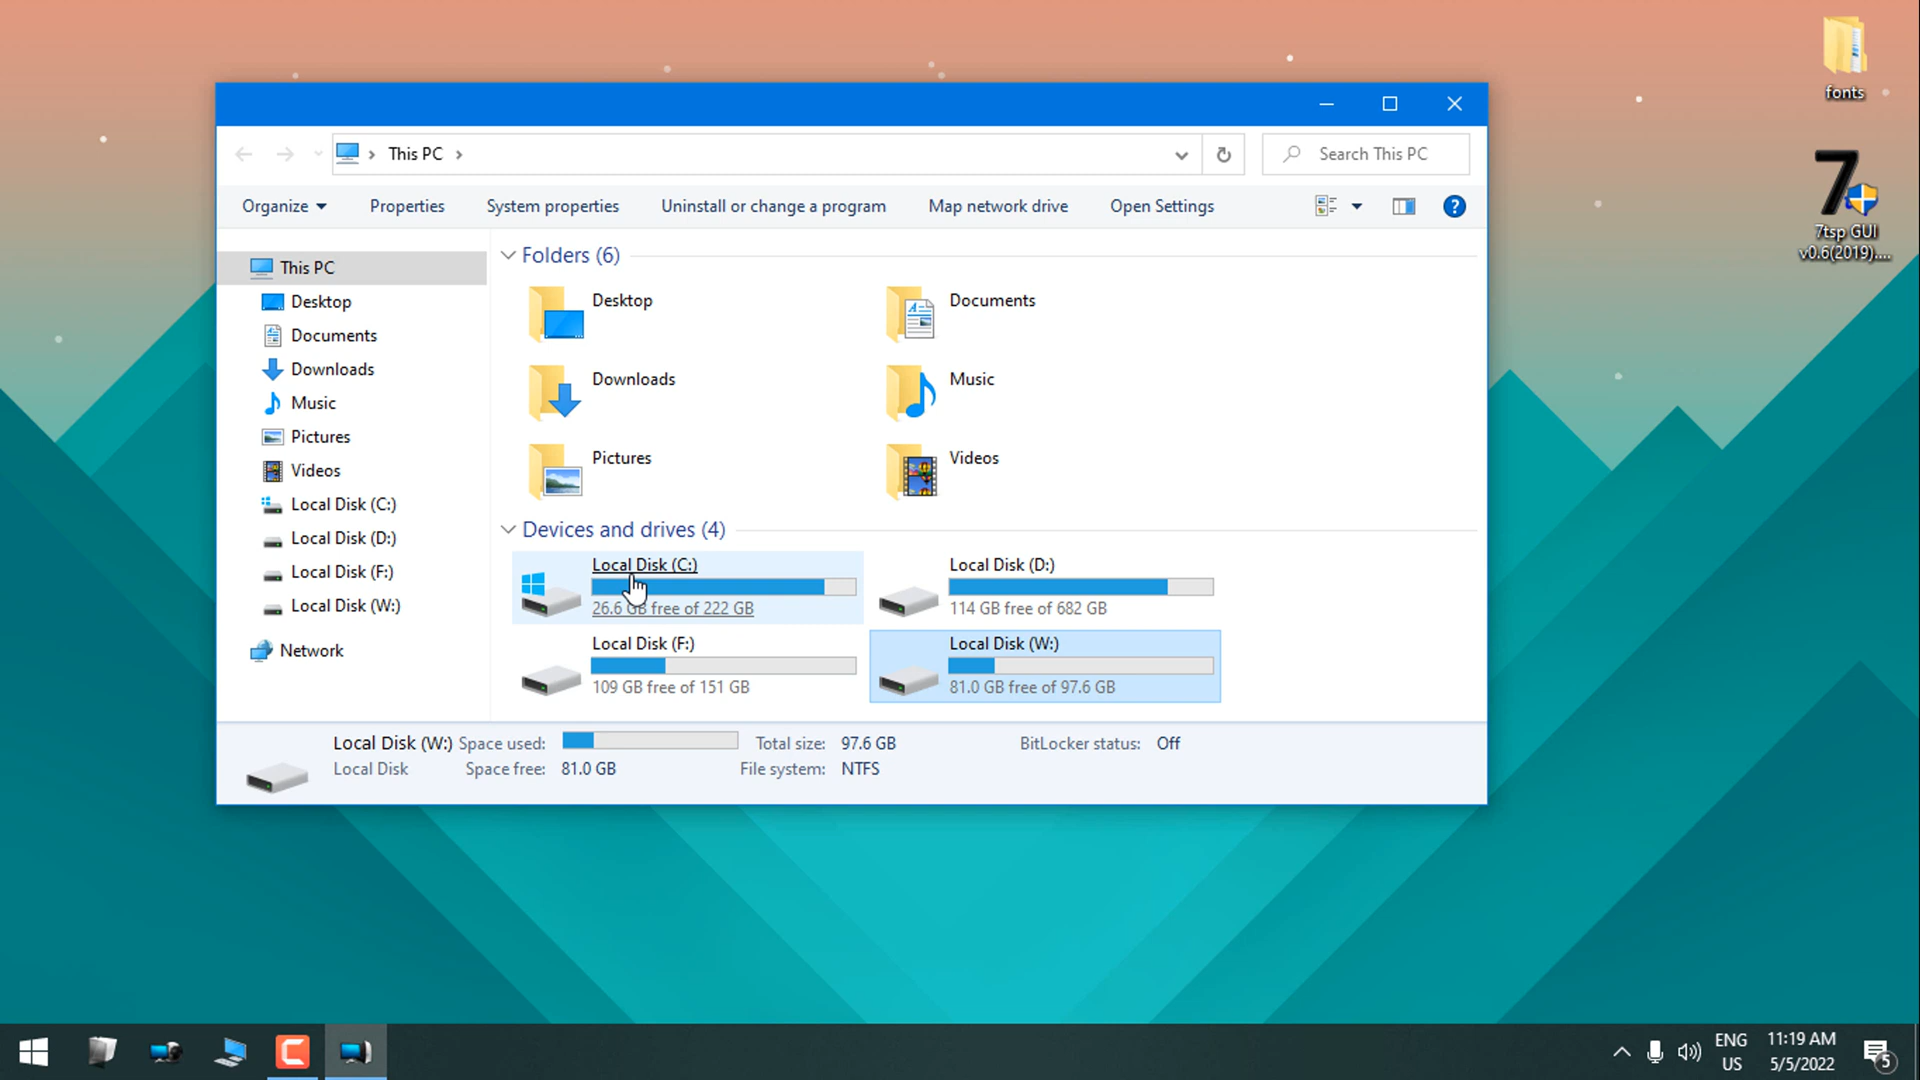 fonts
7
7tsp GUI
v0.6(2019)....
This PC
Search This PC
Organize
Properties
System properties
Uninstall or change a program
Map network drive
Open Settings
?
This PC
Desktop
Documents
Downloads
Music
Pictures
Videos
Local Disk (C:)
Local Disk (D:)
Local Disk (F:)
Local Disk (W:)
Network
Folders (6)
Desktop
Documents
Downloads
Music
Pictures
Videos
Devices and drives (4)
Local Disk (C:)
26.6 GB free of 222 GB
Local Disk (D:)
114 GB free of 682 GB
Local Disk (F:)
109 GB free of 151 GB
Local Disk (W:)
81.0 GB free of 97.6 GB
Local Disk (W:) Space used: Total size: 97.6 GB BitLocker status: Off
Local Disk Space free: 81.0 GB File system: NTFS
C
ENG
US
11:19 AM
5/5/2022
5